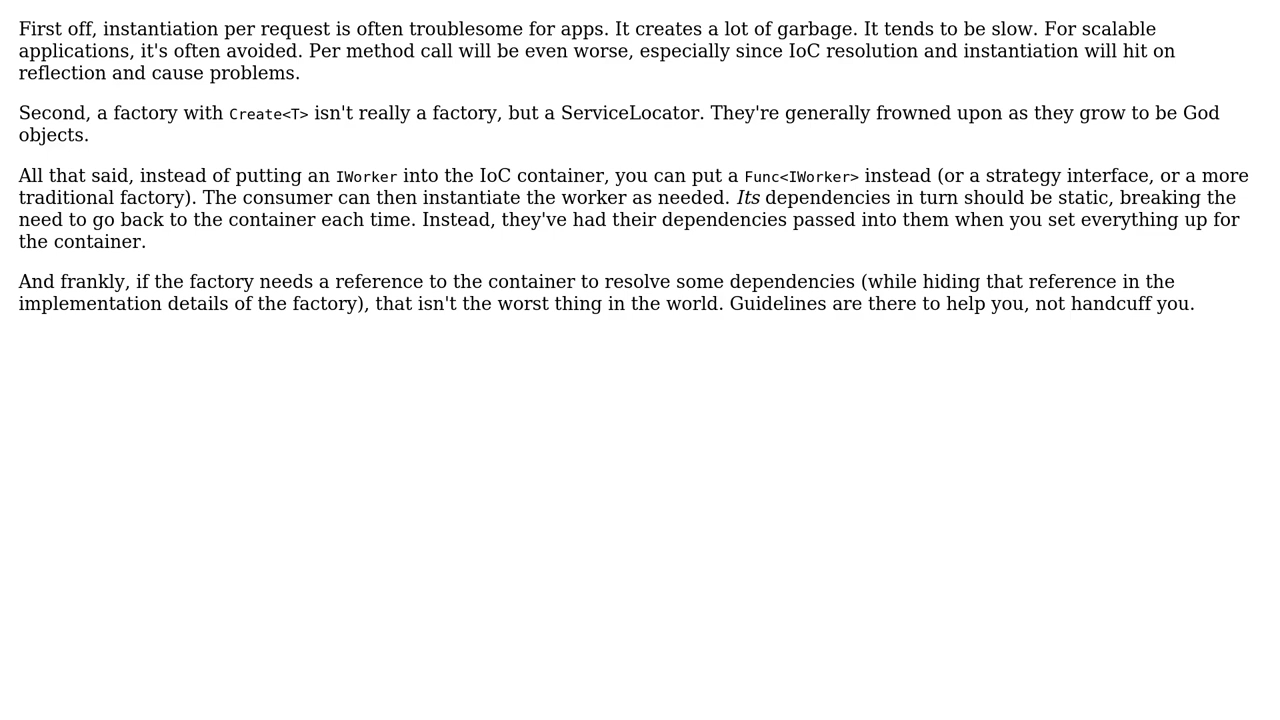 First off, instantiation per request is often troublesome for apps. It creates a lot of garbage. It tends to be slow. For scalable
applications, it's often avoided. Per method call will be even worse, especially since IoC resolution and instantiation will hit on
reflection and cause problems.
Second, a factory with Create<T> isn't really a factory, but a ServiceLocator. They're generally frowned upon as they grow to be God
objects.
All that said, instead of putting an IWorker into the IoC container, you can put a Func<IWorker> instead (or a strategy interface, or a more
traditional factory). The consumer can then instantiate the worker as needed. Its dependencies in turn should be static, breaking the
need to go back to the container each time. Instead, they've had their dependencies passed into them when you set everything up for
the container.
And frankly, if the factory needs a reference to the container to resolve some dependencies (while hiding that reference in the
implementation details of the factory), that isn't the worst thing in the world. Guidelines are there to help you, not handcuff you.